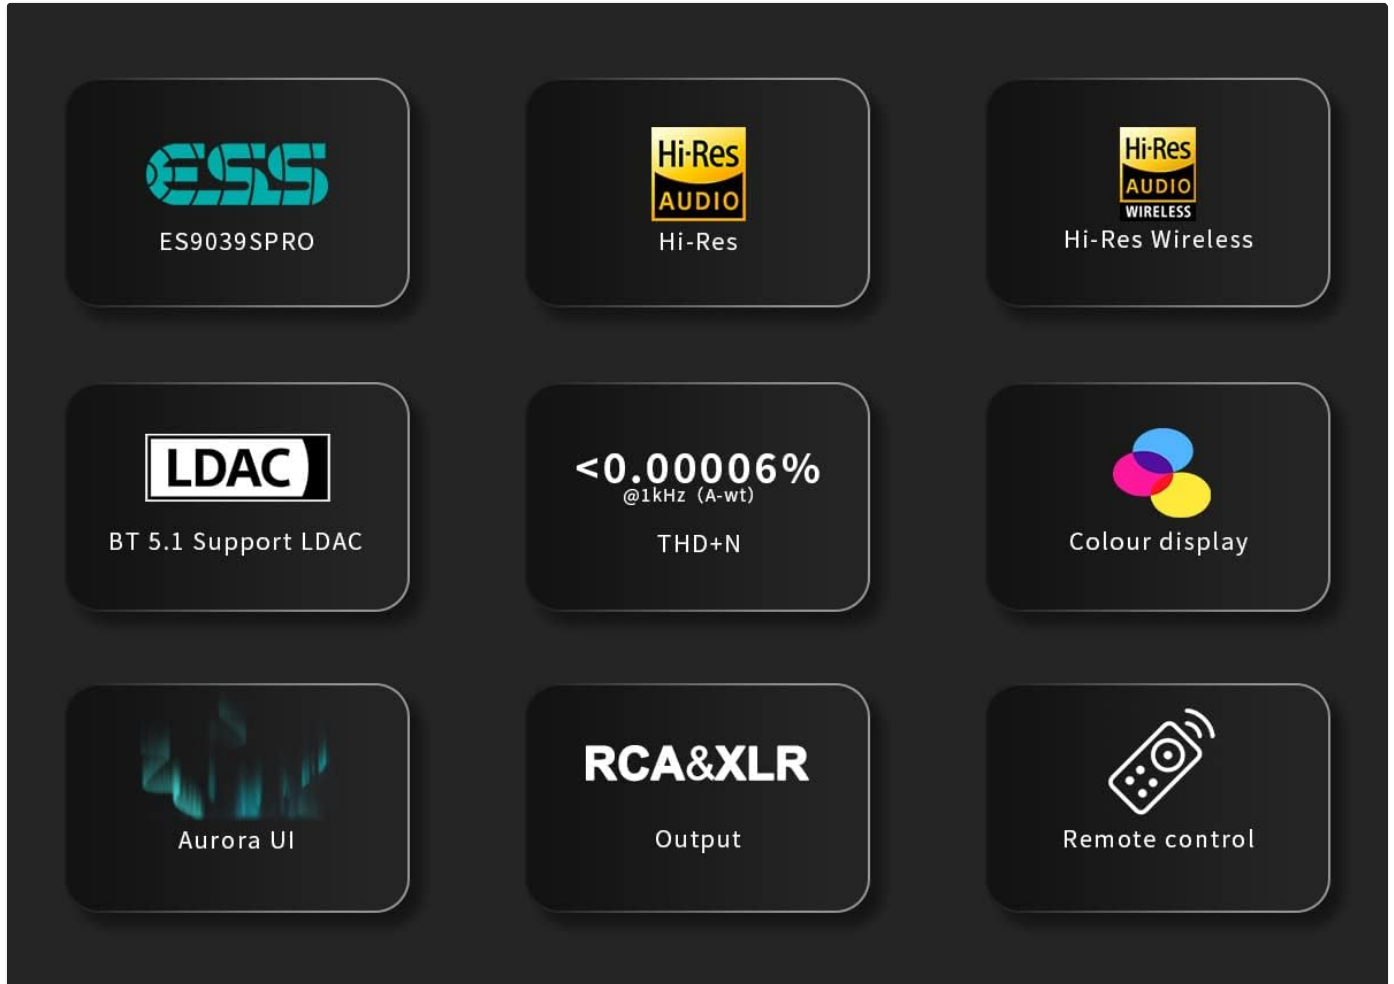 ESS
ES9039SPRO
Hi-Res
AUDIO
Hi-Res
Hi-Res
AUDIO
WIRELESS
Hi-Res Wireless
LDAC
BT 5.1 Support LDAC
<0.00006%
@1kHz (A-wt)
THD+N
Colour display
Aurora UI
RCA&XLR
Output
Remote control